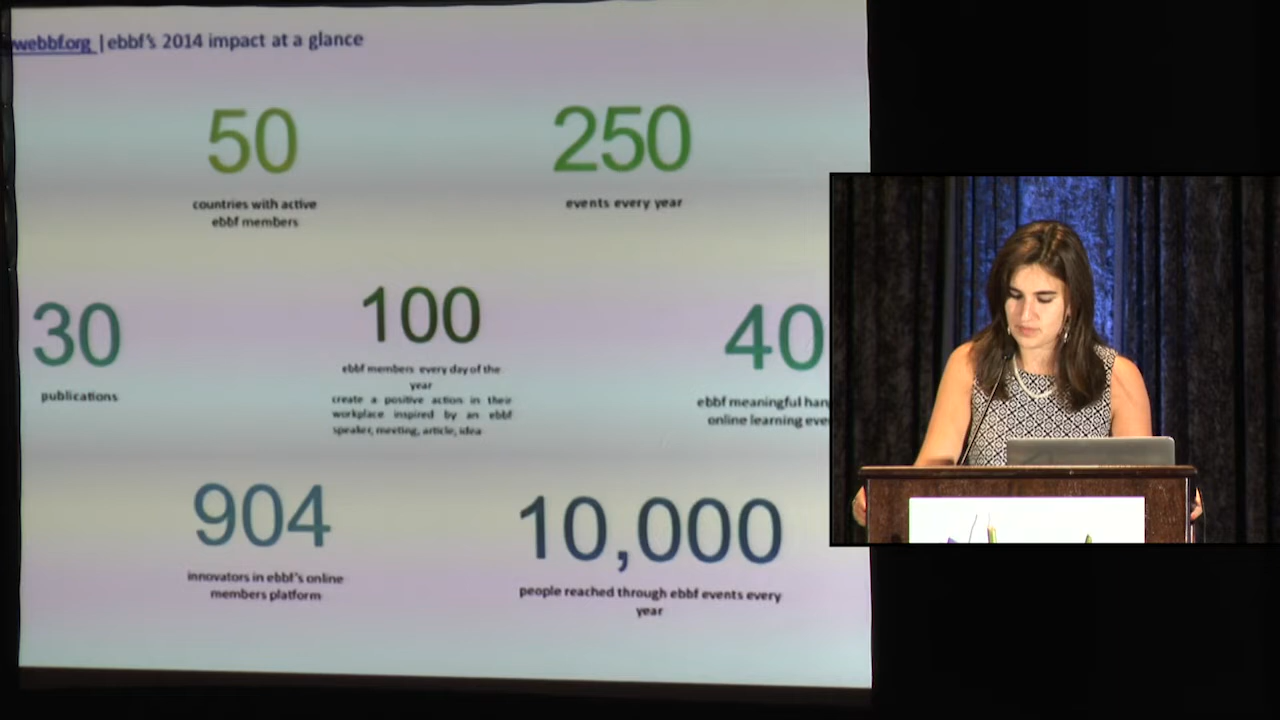 webbf.org | ebbf's 2014 impact at a glance
50
250
countries with active
ebbf members
events every year
30
100
40
publications
ebbf members every day of the
year
create a positive action in their
workplace inspired by an ebbf
speaker, meeting, article, idea
ebbf meaningful han
online learning eve
904
10,000
innovators in ebbf's online
members platform
people reached through ebbf events every
year